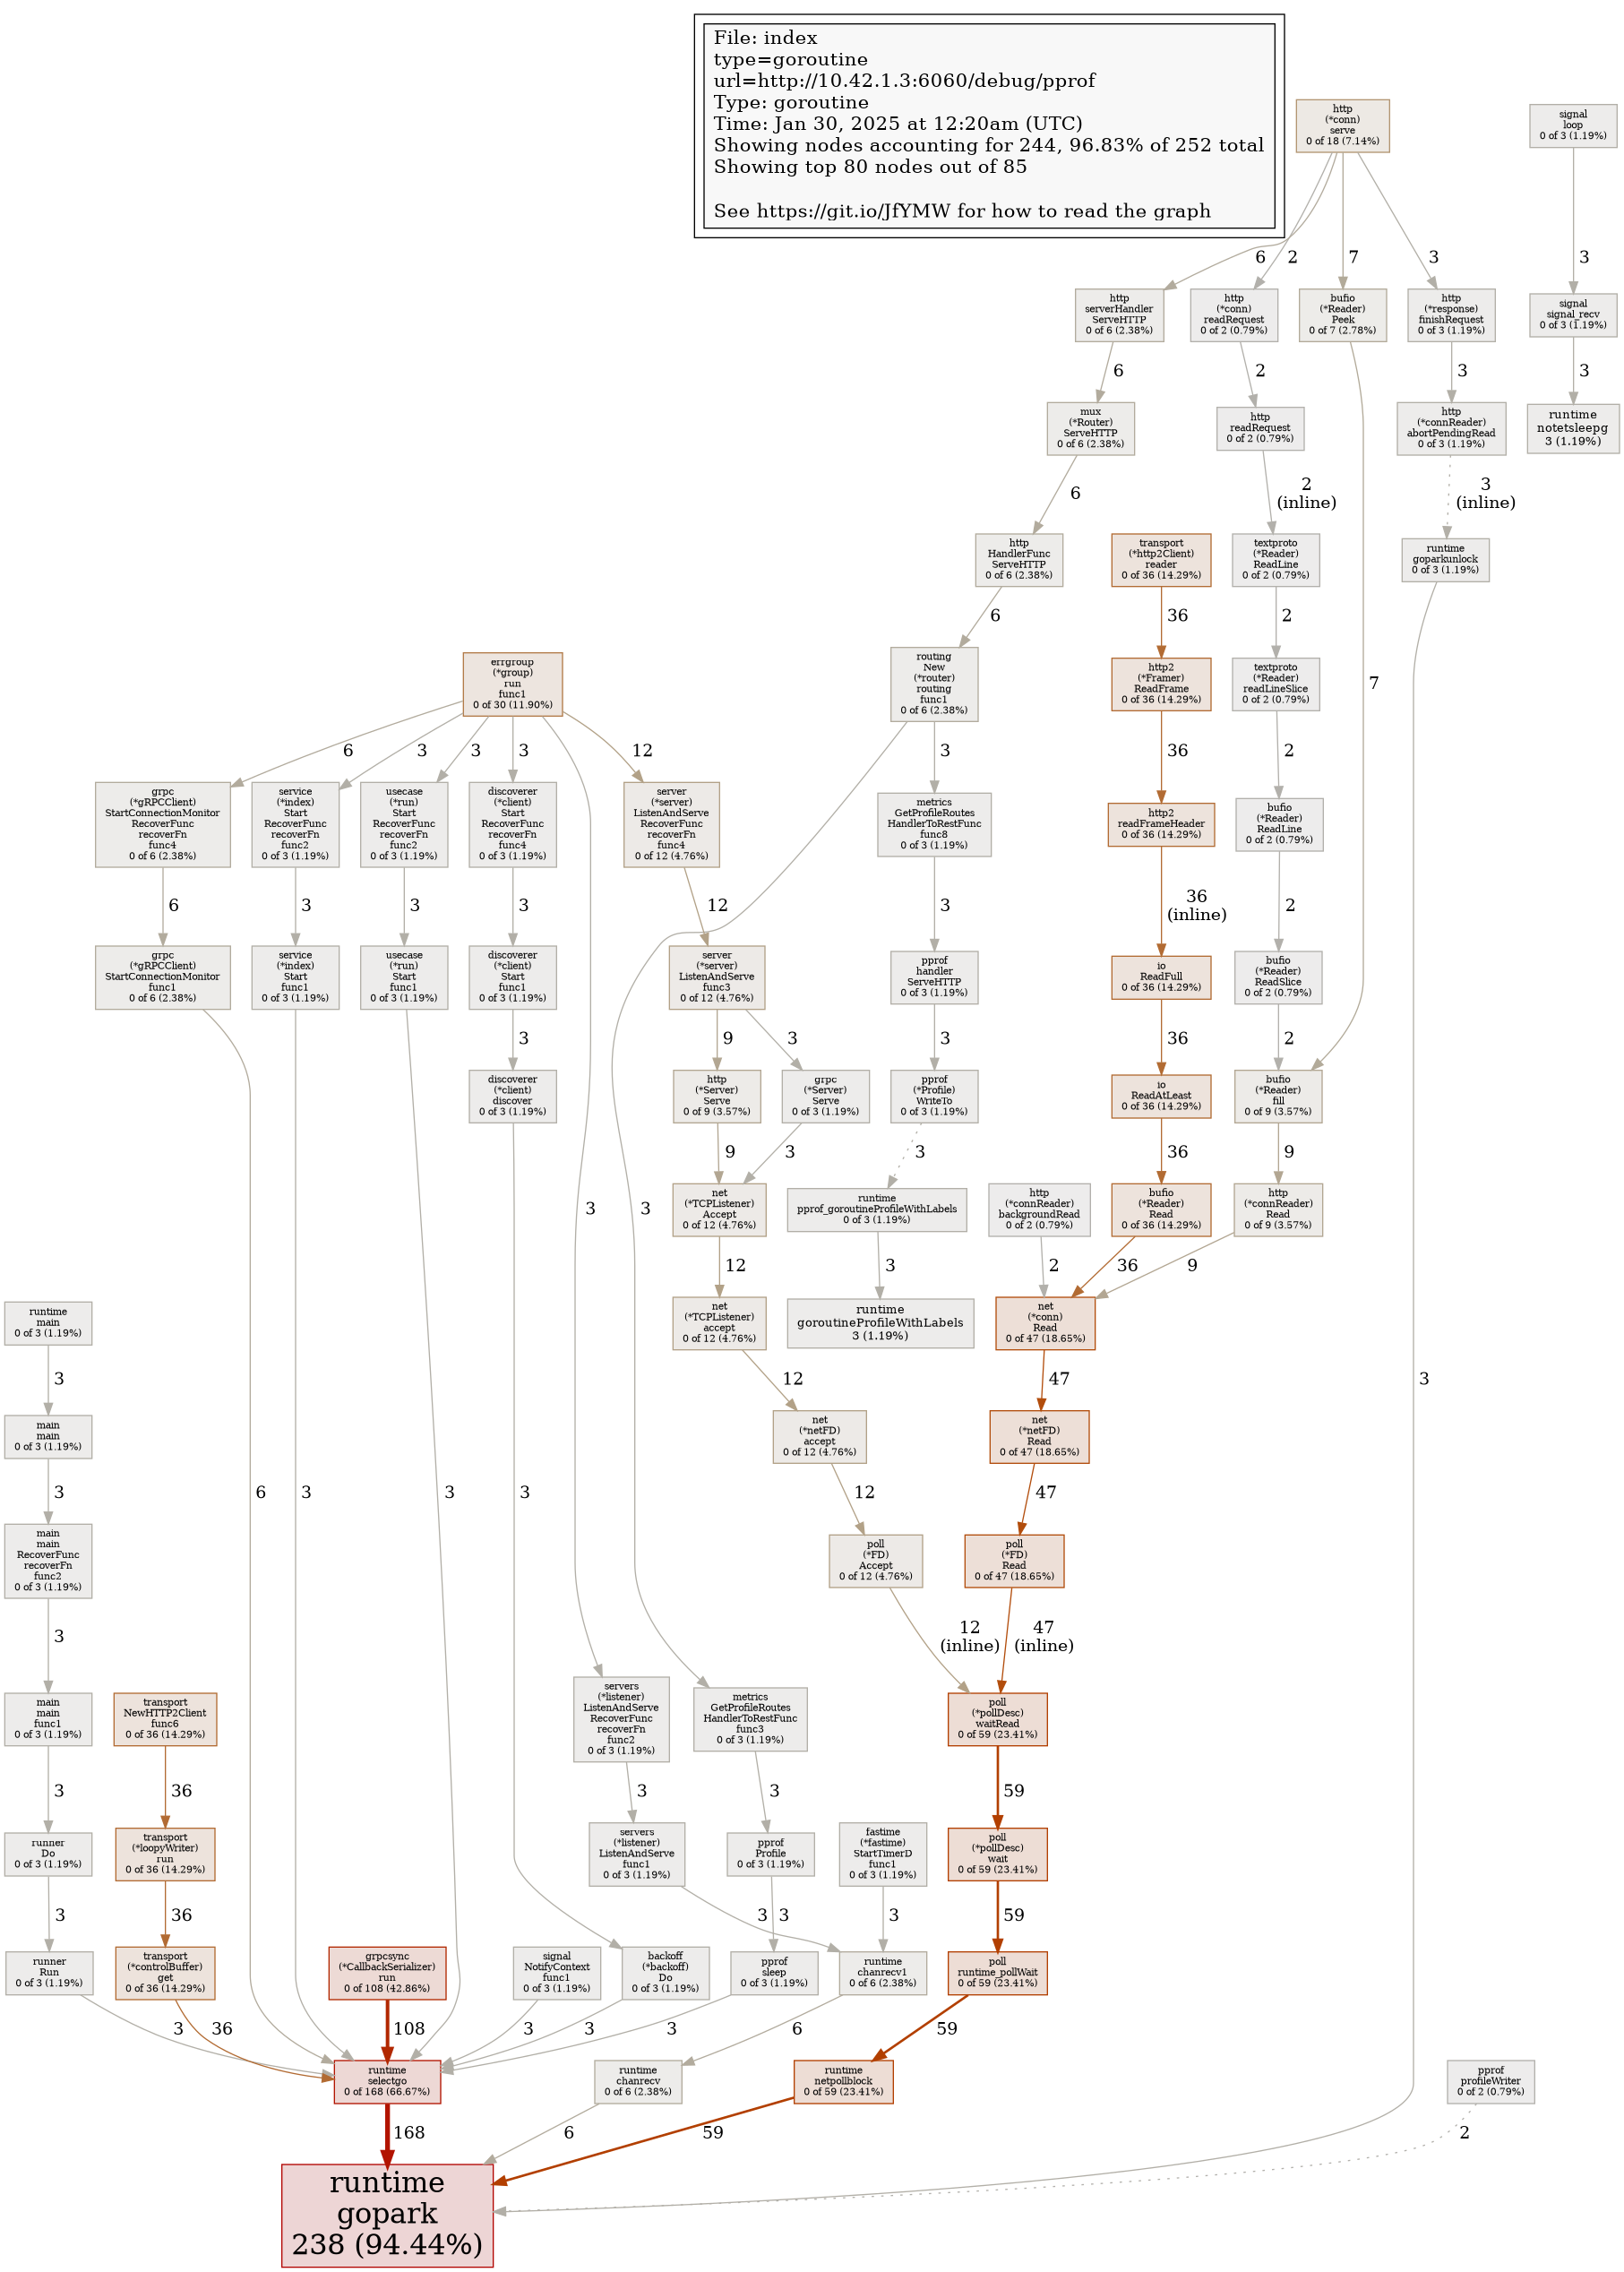 File: index
type=goroutine
url=http://10.42.1.3:6060/debug/pprof
Type: goroutine
Time: Jan 30, 2025 at 12:20am (UTC)
Showing nodes accounting for 244, 96.83% of 252 total
Showing top 80 nodes out of 85
See https://git.io/JfYMW for how to read the graph
http
(*conn)
serve
0 of 18 (7.14%)
signal
loop
0 of 3 (1.19%)
6
2
7
3
3
http
serverHandler
ServeHTTP
0 of 6 (2.38%)
http
(*conn)
readRequest
0 of 2 (0.79%)
bufio
(*Reader)
Peek
0 of 7 (2.78%)
http
(*response)
finishRequest
0 of 3 (1.19%)
signal
signal_recv
0 of 3 (1.19%)
6
2
3
3
mux
(*Router)
ServeHTTP
0 of 6 (2.38%)
http
readRequest
0 of 2 (0.79%)
http
(*connReader)
abortPendingRead
0 of 3 (1.19%)
runtime
notetsleepg
3 (1.19%)
6
2
(inline)
3
(inline)
http
HandlerFunc
ServeHTTP
0 of 6 (2.38%)
transport
(*http2Client)
reader
0 of 36 (14.29%)
textproto
(*Reader)
ReadLine
0 of 2 (0.79%)
runtime
goparkunlock
0 of 3 (1.19%)
6
36
2
errgroup
(*group)
run
func1
0 of 30 (11.90%)
routing
New
(*router)
routing
func1
0 of 6 (2.38%)
http2
(*Framer)
ReadFrame
0 of 36 (14.29%)
textproto
(*Reader)
readLineSlice
0 of 2 (0.79%)
7
6
3
3
3
12
3
36
2
grpc
(*gRPCClient)
StartConnectionMonitor
RecoverFunc
recoverFn
func4
0 of 6 (2.38%)
service
(*index)
Start
RecoverFunc
recoverFn
func2
0 of 3 (1.19%)
usecase
(*run)
Start
RecoverFunc
recoverFn
func2
0 of 3 (1.19%)
discoverer
(*client)
Start
RecoverFunc
recoverFn
func4
0 of 3 (1.19%)
server
(*server)
ListenAndServe
RecoverFunc
recoverFn
func4
0 of 12 (4.76%)
metrics
GetProfileRoutes
HandlerToRestFunc
func8
0 of 3 (1.19%)
http2
readFrameHeader
0 of 36 (14.29%)
bufio
(*Reader)
ReadLine
0 of 2 (0.79%)
6
3
3
3
12
3
36
(inline)
2
grpc
(*gRPCClient)
StartConnectionMonitor
func1
0 of 6 (2.38%)
service
(*index)
Start
func1
0 of 3 (1.19%)
usecase
(*run)
Start
func1
0 of 3 (1.19%)
discoverer
(*client)
Start
func1
0 of 3 (1.19%)
server
(*server)
ListenAndServe
func3
0 of 12 (4.76%)
pprof
handler
ServeHTTP
0 of 3 (1.19%)
io
ReadFull
0 of 36 (14.29%)
bufio
(*Reader)
ReadSlice
0 of 2 (0.79%)
3
9
3
3
36
2
discoverer
(*client)
discover
0 of 3 (1.19%)
http
(*Server)
Serve
0 of 9 (3.57%)
grpc
(*Server)
Serve
0 of 3 (1.19%)
pprof
(*Profile)
WriteTo
0 of 3 (1.19%)
io
ReadAtLeast
0 of 36 (14.29%)
bufio
(*Reader)
fill
0 of 9 (3.57%)
9
3
3
36
9
3
3
net
(*TCPListener)
Accept
0 of 12 (4.76%)
runtime
pprof_goroutineProfileWithLabels
0 of 3 (1.19%)
http
(*connReader)
backgroundRead
0 of 2 (0.79%)
bufio
(*Reader)
Read
0 of 36 (14.29%)
http
(*connReader)
Read
0 of 9 (3.57%)
12
3
2
36
9
runtime
main
0 of 3 (1.19%)
net
(*TCPListener)
accept
0 of 12 (4.76%)
runtime
goroutineProfileWithLabels
3 (1.19%)
net
(*conn)
Read
0 of 47 (18.65%)
3
12
47
3
main
main
0 of 3 (1.19%)
net
(*netFD)
accept
0 of 12 (4.76%)
net
(*netFD)
Read
0 of 47 (18.65%)
3
6
3
3
3
12
47
main
main
RecoverFunc
recoverFn
func2
0 of 3 (1.19%)
poll
(*FD)
Accept
0 of 12 (4.76%)
poll
(*FD)
Read
0 of 47 (18.65%)
3
12
(inline)
47
(inline)
main
main
func1
0 of 3 (1.19%)
transport
NewHTTP2Client
func6
0 of 36 (14.29%)
servers
(*listener)
ListenAndServe
RecoverFunc
recoverFn
func2
0 of 3 (1.19%)
metrics
GetProfileRoutes
HandlerToRestFunc
func3
0 of 3 (1.19%)
poll
(*pollDesc)
waitRead
0 of 59 (23.41%)
3
36
3
3
59
runner
Do
0 of 3 (1.19%)
transport
(*loopyWriter)
run
0 of 36 (14.29%)
servers
(*listener)
ListenAndServe
func1
0 of 3 (1.19%)
pprof
Profile
0 of 3 (1.19%)
fastime
(*fastime)
StartTimerD
func1
0 of 3 (1.19%)
poll
(*pollDesc)
wait
0 of 59 (23.41%)
3
36
3
3
3
59
runner
Run
0 of 3 (1.19%)
transport
(*controlBuffer)
get
0 of 36 (14.29%)
grpcsync
(*CallbackSerializer)
run
0 of 108 (42.86%)
signal
NotifyContext
func1
0 of 3 (1.19%)
backoff
(*backoff)
Do
0 of 3 (1.19%)
pprof
sleep
0 of 3 (1.19%)
runtime
chanrecv1
0 of 6 (2.38%)
poll
runtime_pollWait
0 of 59 (23.41%)
3
36
108
3
3
3
6
59
runtime
selectgo
0 of 168 (66.67%)
runtime
chanrecv
0 of 6 (2.38%)
runtime
netpollblock
0 of 59 (23.41%)
pprof
profileWriter
0 of 2 (0.79%)
168
6
59
2
runtime
gopark
238 (94.44%)